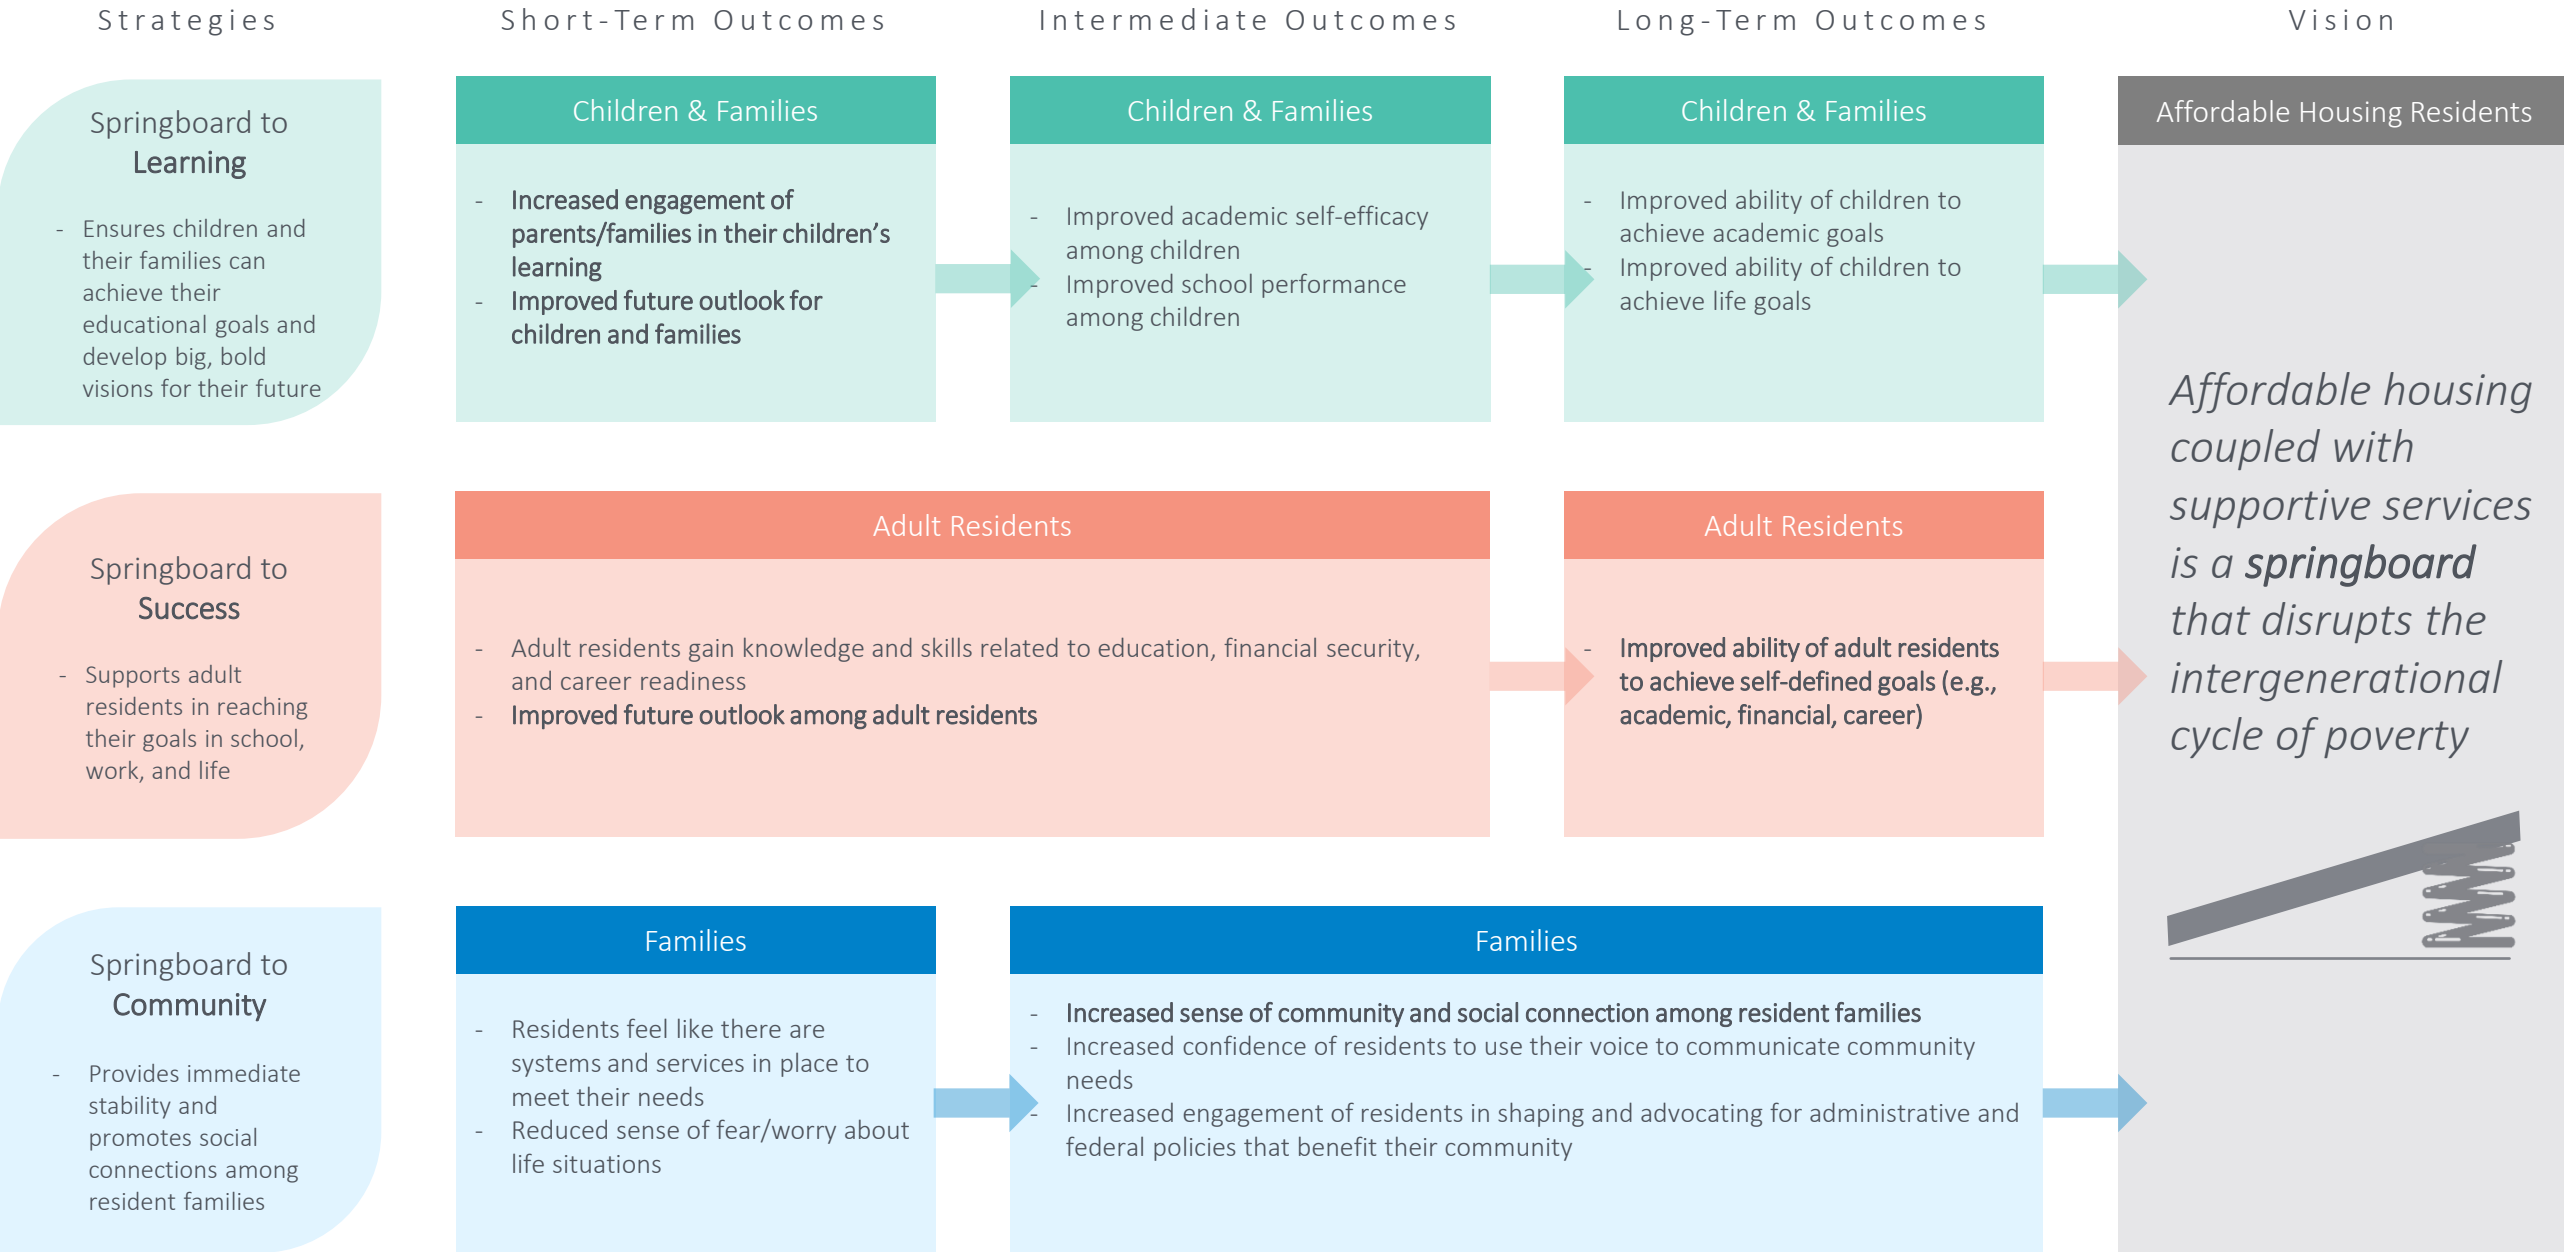 Strategies
Short-Term Outcomes
Intermediate Outcomes
Long-Term Outcomes
Vision
Springboard to
Learning
- Ensures children and
their families can
achieve their
educational goals and
develop big, bold
visions for their future
Children & Families
- Increased engagement of
parents/families in their children’s
learning
- Improved future outlook for
children and families
Children & Families
- Improved academic self-efficacy
among children
- Improved school performance
among children
Children & Families
- Improved ability of children to
achieve academic goals
- Improved ability of children to
achieve life goals
Springboard to
Success
- Supports adult
residents in reaching
their goals in school,
work, and life
Adult Residents
- Adult residents gain knowledge and skills related to education, financial security,
and career readiness
- Improved future outlook among adult residents
Adult Residents
- Improved ability of adult residents
to achieve self-defined goals (e.g.,
academic, financial, career)
Springboard to
Community
- Provides immediate
stability and
promotes social
connections among
resident families
Families
- Residents feel like there are
systems and services in place to
meet their needs
- Reduced sense of fear/worry about
life situations
Families
- Increased sense of community and social connection among resident families
- Increased confidence of residents to use their voice to communicate community
needs
- Increased engagement of residents in shaping and advocating for administrative and
federal policies that benefit their community
Affordable Housing Residents
Affordable housing
coupled with
supportive services
is a springboard
that disrupts the
intergenerational
cycle of poverty